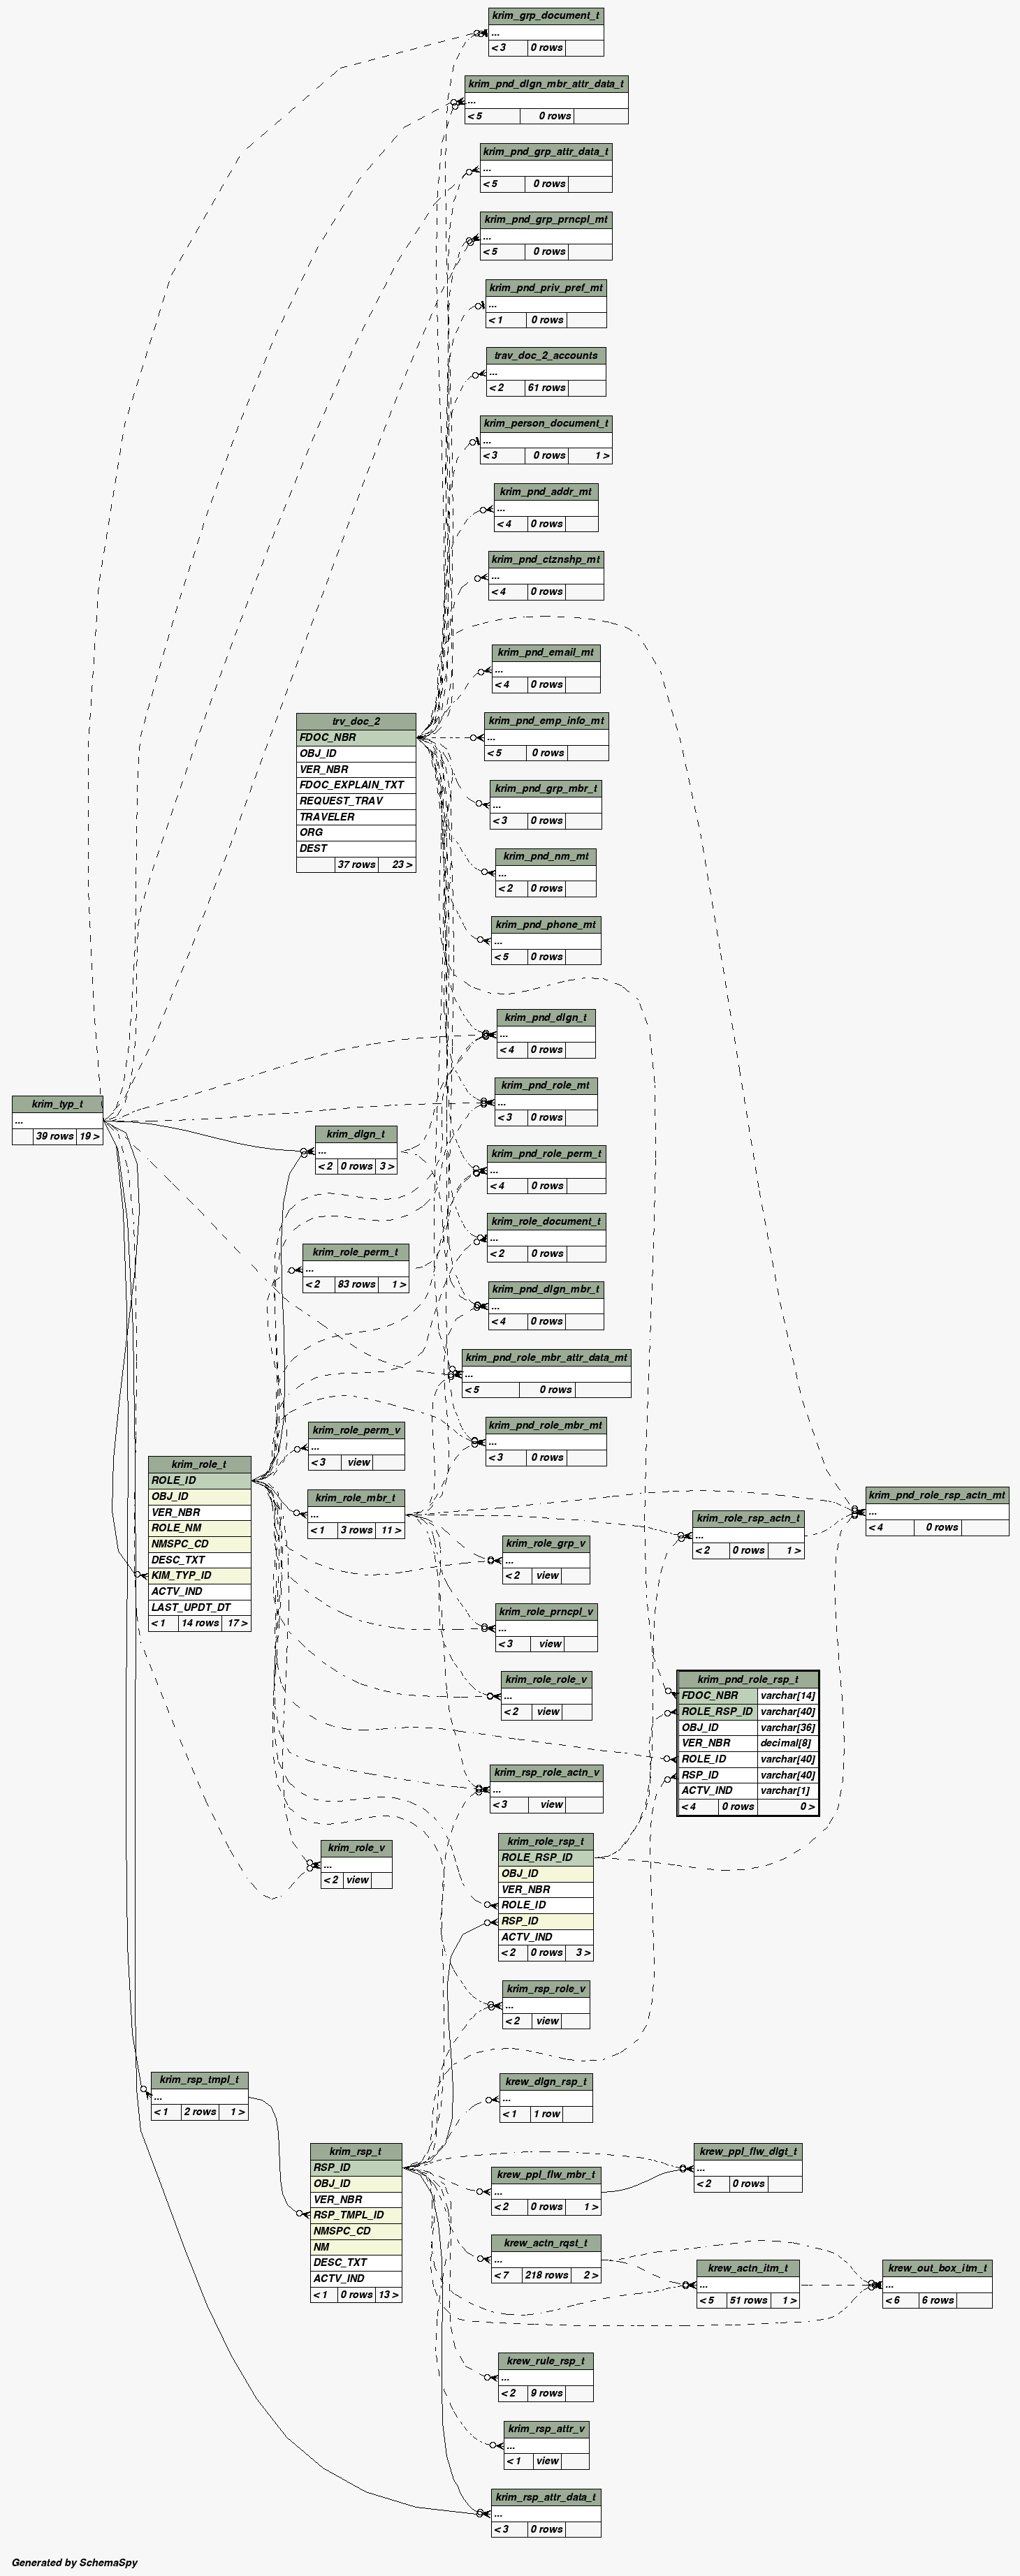 krim_grp_document_t
...
< 3 0 rows
krim_pnd_dlgn_mbr_attr_data_t
...
< 5 0 rows
krim_pnd_grp_attr_data_t
...
< 5 0 rows
krim_pnd_grp_prncpl_mt
...
< 5 0 rows
krim_pnd_priv_pref_mt
...
< 1 0 rows
trav_doc_2_accounts
...
< 2 61 rows
krim_person_document_t
...
< 3 0 rows 1 >
krim_pnd_addr_mt
...
< 4 0 rows
krim_pnd_ctznshp_mt
...
< 4 0 rows
krim_pnd_email_mt
...
< 4 0 rows
trv_doc_2
FDOC_NBR
OBJ_ID
VER_NBR
FDOC_EXPLAIN_TXT
REQUEST_TRAV
TRAVELER
ORG
DEST
37 rows 23 >
krim_pnd_emp_info_mt
...
< 5 0 rows
krim_pnd_grp_mbr_t
...
< 3 0 rows
krim_pnd_nm_mt
...
< 2 0 rows
krim_pnd_phone_mt
...
< 5 0 rows
krim_pnd_dlgn_t
...
< 4 0 rows
krim_typ_t
...
39 rows 19 >
krim_pnd_role_mt
...
< 3 0 rows
krim_dlgn_t
...
< 2 0 rows 3 >
krim_pnd_role_perm_t
...
< 4 0 rows
krim_role_document_t
...
< 2 0 rows
krim_role_perm_t
...
< 2 83 rows 1 >
krim_pnd_dlgn_mbr_t
...
< 4 0 rows
krim_pnd_role_mbr_attr_data_mt
...
< 5 0 rows
krim_role_perm_v
...
< 3 view
krim_pnd_role_mbr_mt
...
< 3 0 rows
krim_role_t
ROLE_ID
OBJ_ID
VER_NBR
ROLE_NM
NMSPC_CD
DESC_TXT
KIM_TYP_ID
ACTV_IND
LAST_UPDT_DT
< 1 14 rows 17 >
krim_role_mbr_t
...
< 1 3 rows 11 >
krim_pnd_role_rsp_actn_mt
...
< 4 0 rows
krim_role_rsp_actn_t
...
< 2 0 rows 1 >
krim_role_grp_v
...
< 2 view
krim_role_prncpl_v
...
< 3 view
krim_role_role_v
...
< 2 view
krim_pnd_role_rsp_t
FDOC_NBR varchar[14]
ROLE_RSP_ID varchar[40]
OBJ_ID varchar[36]
VER_NBR decimal[8]
ROLE_ID varchar[40]
RSP_ID varchar[40]
ACTV_IND varchar[1]
< 4 0 rows 0 >
krim_rsp_role_actn_v
...
< 3 view
krim_role_v
...
< 2 view
krim_role_rsp_t
ROLE_RSP_ID
OBJ_ID
VER_NBR
ROLE_ID
RSP_ID
ACTV_IND
< 2 0 rows 3 >
krim_rsp_role_v
...
< 2 view
krim_rsp_tmpl_t
...
< 1 2 rows 1 >
krew_dlgn_rsp_t
...
< 1 1 row
krim_rsp_t
RSP_ID
OBJ_ID
VER_NBR
RSP_TMPL_ID
NMSPC_CD
NM
DESC_TXT
ACTV_IND
< 1 0 rows 13 >
krew_ppl_flw_dlgt_t
...
< 2 0 rows
krew_ppl_flw_mbr_t
...
< 2 0 rows 1 >
krew_actn_rqst_t
...
< 7 218 rows 2 >
krew_actn_itm_t
...
< 5 51 rows 1 >
krew_out_box_itm_t
...
< 6 6 rows
krew_rule_rsp_t
...
< 2 9 rows
krim_rsp_attr_v
...
< 1 view
krim_rsp_attr_data_t
...
< 3 0 rows
Generated by SchemaSpy